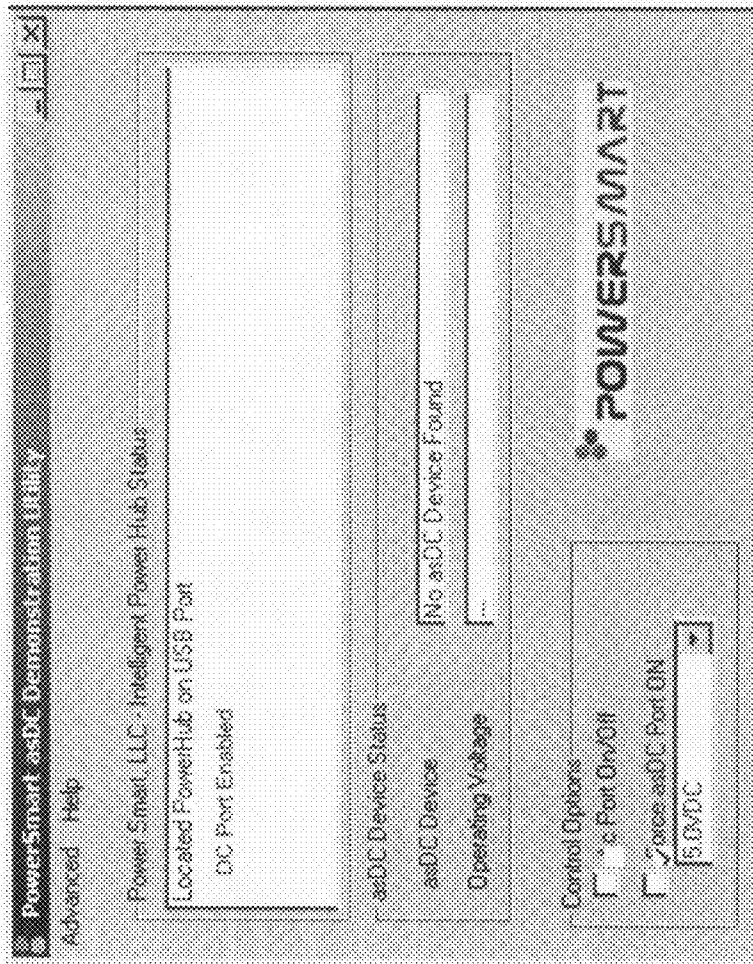 PowerSmart asDC Demonstration Utility
Advanced Help
Power Smart, LLC - Intelligent Power Hub Status
Located PowerHub on USB Port
DC Port Enabled
asDC Device Status
asDC Device
No asDC Device Found
Operating Voltage
...
Control Options
c Port On/Off
orce asDC Port ON
5.0VDC
POWERSMART